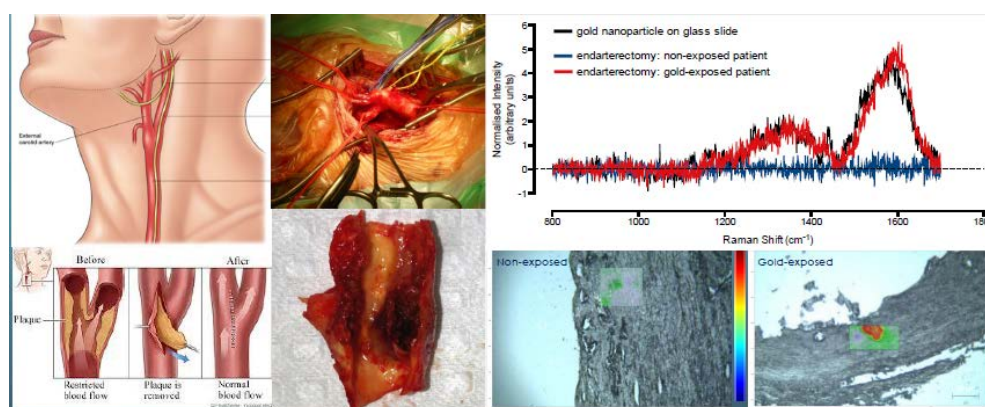 External
carotid artery
Before
After
Plaque
Restricted
blood flow
Plaque is
removed
Normal
blood flow
gold nanoparticle on glass slide
endarterectomy: non-exposed patient
endarterectomy: gold-exposed patient
Normalised Intensity
(arbitrary units)
6
5
4
3
2
1
0
-1
800
1000
1200
1400
1600
180
Raman Shift (cm⁻¹)
Non-exposed
Gold-exposed